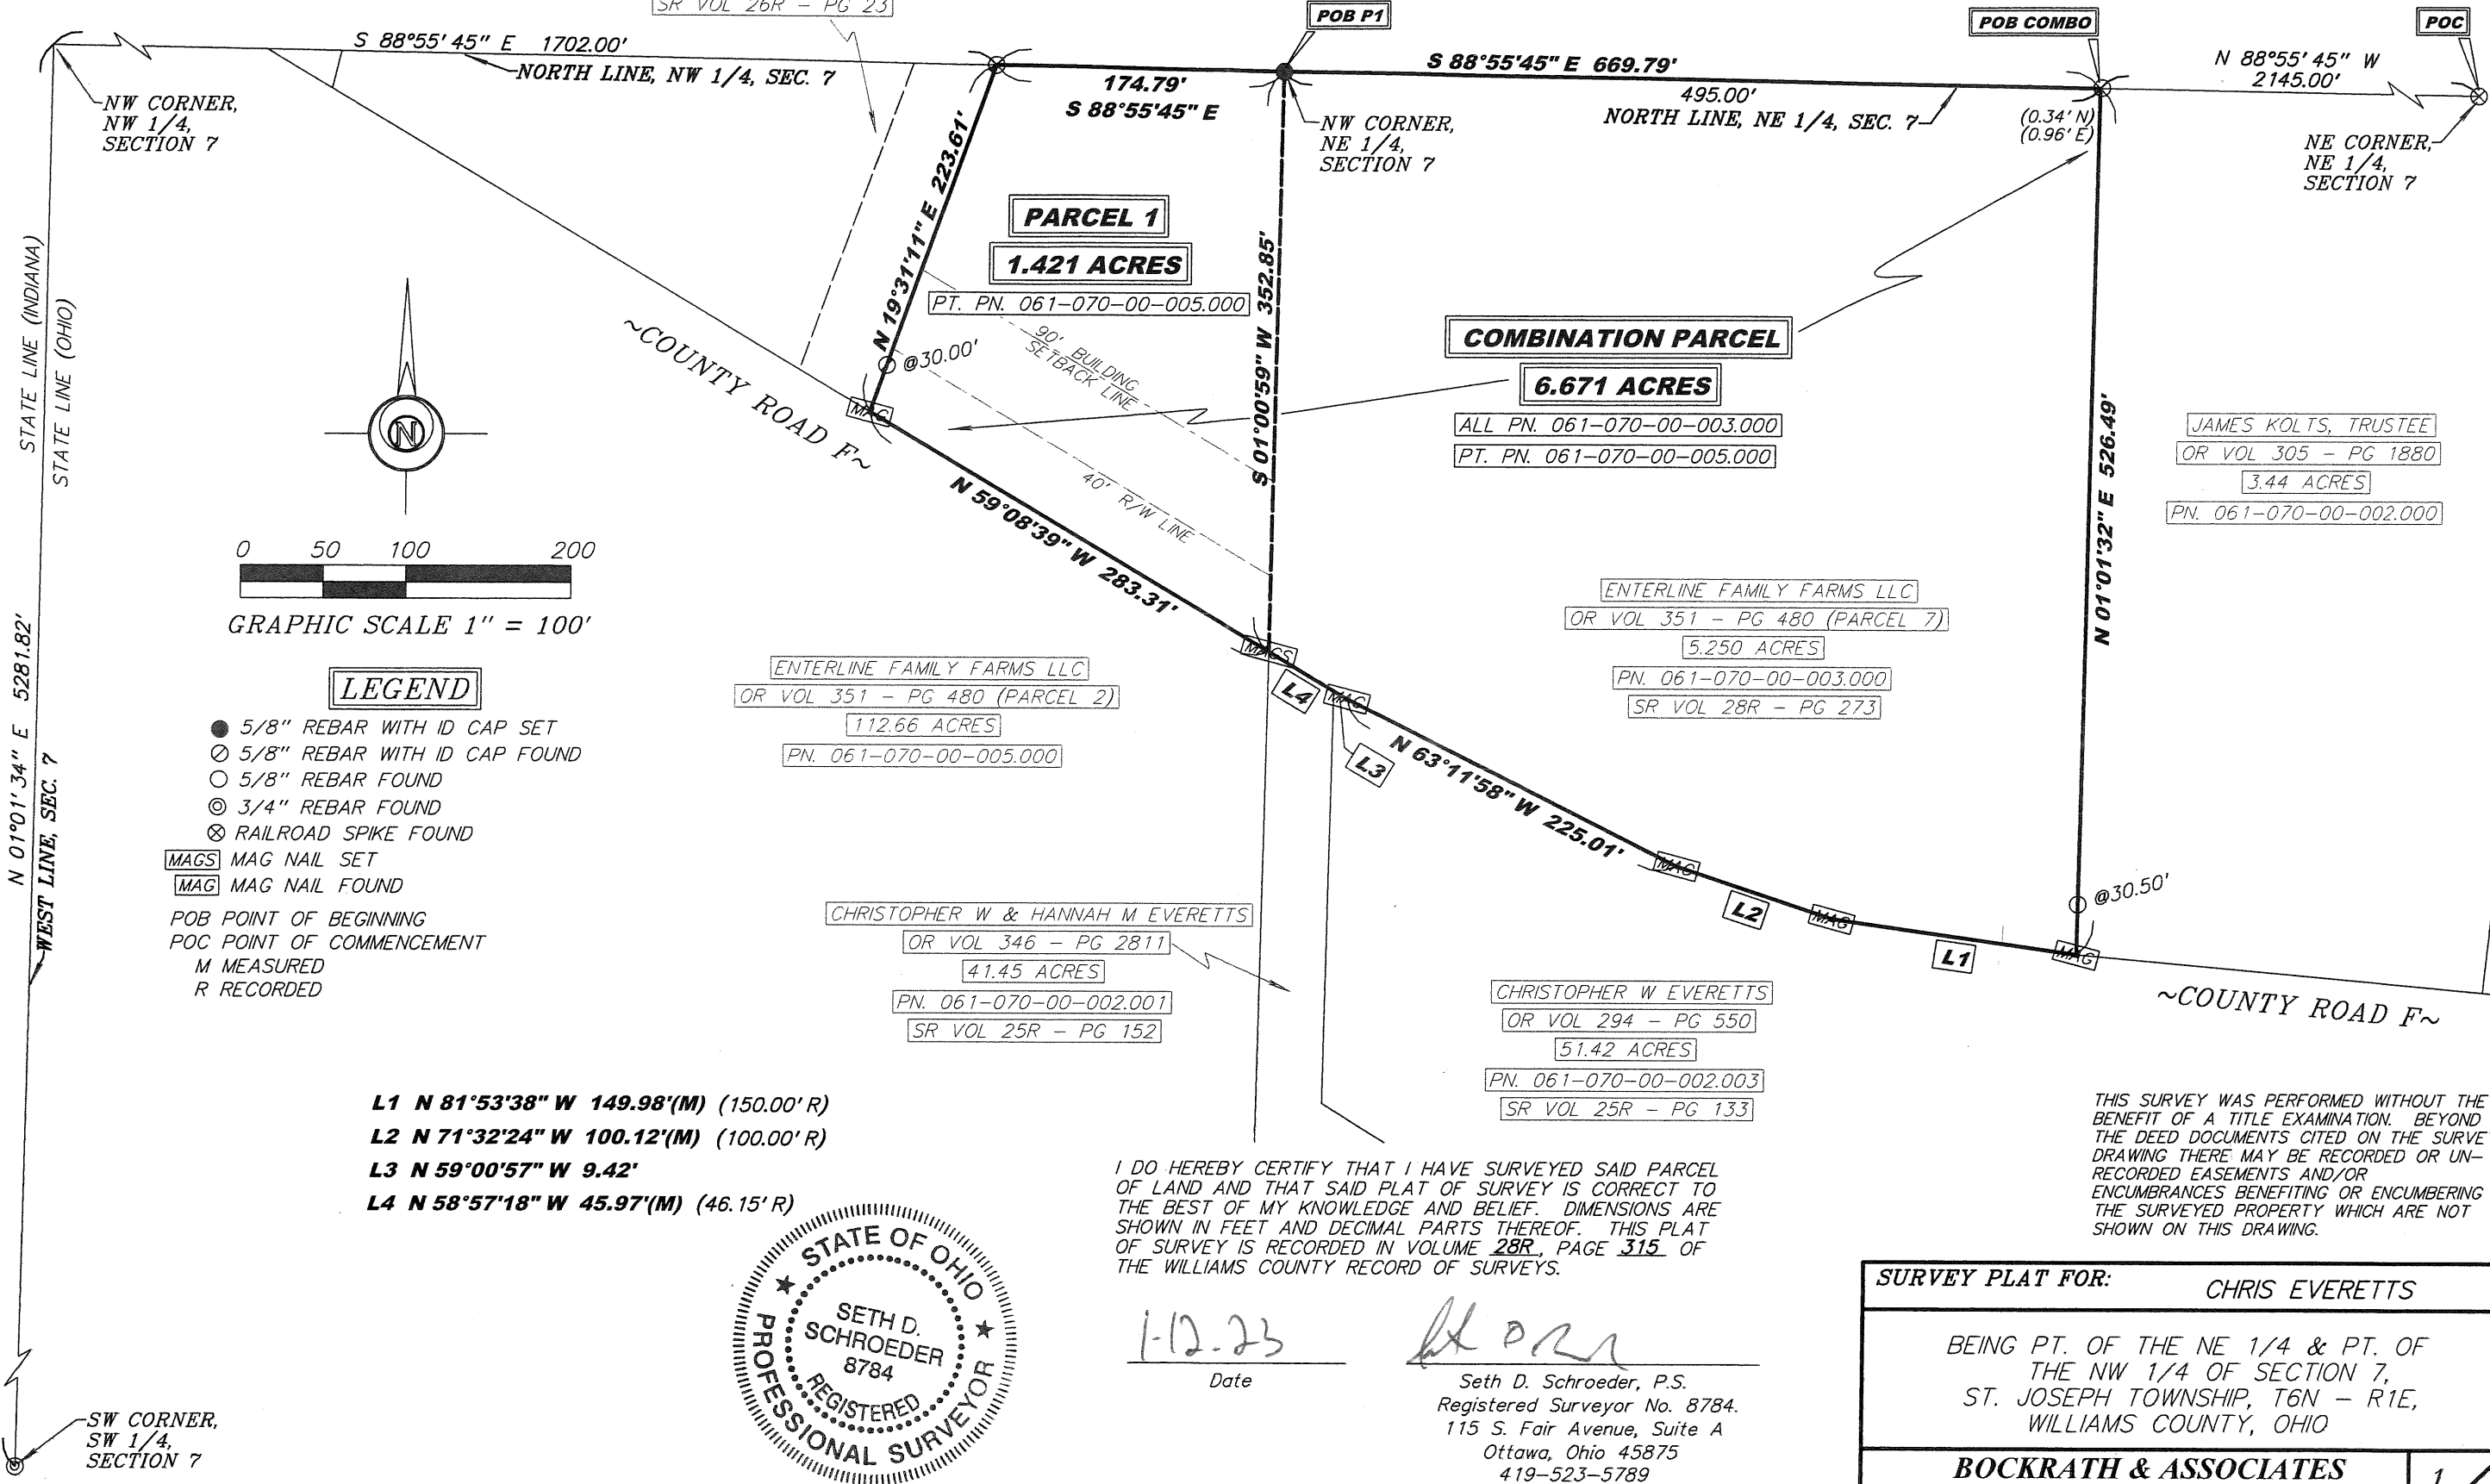 SR VOL 26R - PG 23
POB P1
POB COMBO
POC
S 88°55'45" E 1702.00'
NORTH LINE, NW 1/4, SEC. 7
NW CORNER,
NW 1/4,
SECTION 7
174.79'
S 88°55'45" E
S 88°55'45" E 669.79'
495.00'
NORTH LINE, NE 1/4, SEC. 7
NW CORNER,
NE 1/4,
SECTION 7
(0.34' N)
(0.96' E)
N 88°55'45" W
2145.00'
NE CORNER,
NE 1/4,
SECTION 7
N 19°31'11" E 223.61'
PARCEL 1
1.421 ACRES
PT. PN. 061-070-00-005.000
S 01°00'59" W 352.85'
90' BUILDING
SETBACK LINE
40' R/W LINE
@30.00'
MAG
~COUNTY ROAD F~
COMBINATION PARCEL
6.671 ACRES
ALL PN. 061-070-00-003.000
PT. PN. 061-070-00-005.000
N 01°01'32" E 526.49'
JAMES KOLTS, TRUSTEE
OR VOL 305 - PG 1880
3.44 ACRES
PN. 061-070-00-002.000
STATE LINE (INDIANA)
STATE LINE (OHIO)
N
0 50 100 200
GRAPHIC SCALE 1" = 100'
N 59°08'39" W 283.31'
N 01°01'34" E 5281.82'
WEST LINE, SEC. 7
LEGEND
5/8" REBAR WITH ID CAP SET
5/8" REBAR WITH ID CAP FOUND
5/8" REBAR FOUND
3/4" REBAR FOUND
RAILROAD SPIKE FOUND
MAGS MAG NAIL SET
MAG MAG NAIL FOUND
POB POINT OF BEGINNING
POC POINT OF COMMENCEMENT
M MEASURED
R RECORDED
ENTERLINE FAMILY FARMS LLC
OR VOL 351 - PG 480 (PARCEL 2)
112.66 ACRES
PN. 061-070-00-005.000
ENTERLINE FAMILY FARMS LLC
OR VOL 351 - PG 480 (PARCEL 7)
5.250 ACRES
PN. 061-070-00-003.000
SR VOL 28R - PG 273
MAGS
L4
MAG
L3
N 63°11'58" W 225.01'
MAG
L2
MAG
L1
MAG
@30.50'
~COUNTY ROAD F~
CHRISTOPHER W & HANNAH M EVERETTS
OR VOL 346 - PG 2811
41.45 ACRES
PN. 061-070-00-002.001
SR VOL 25R - PG 152
CHRISTOPHER W EVERETTS
OR VOL 294 - PG 550
51.42 ACRES
PN. 061-070-00-002.003
SR VOL 25R - PG 133
L1 N 81°53'38" W 149.98'(M) (150.00' R)
L2 N 71°32'24" W 100.12'(M) (100.00' R)
L3 N 59°00'57" W 9.42'
L4 N 58°57'18" W 45.97'(M) (46.15' R)
STATE OF OHIO
SETH D.
SCHROEDER
8784
REGISTERED
PROFESSIONAL SURVEYOR
I DO HEREBY CERTIFY THAT I HAVE SURVEYED SAID PARCEL
OF LAND AND THAT SAID PLAT OF SURVEY IS CORRECT TO
THE BEST OF MY KNOWLEDGE AND BELIEF. DIMENSIONS ARE
SHOWN IN FEET AND DECIMAL PARTS THEREOF. THIS PLAT
OF SURVEY IS RECORDED IN VOLUME 28R, PAGE 315 OF
THE WILLIAMS COUNTY RECORD OF SURVEYS.
1-12-23
Date
Seth D. Schroeder, P.S.
Registered Surveyor No. 8784.
115 S. Fair Avenue, Suite A
Ottawa, Ohio 45875
419-523-5789
THIS SURVEY WAS PERFORMED WITHOUT THE
BENEFIT OF A TITLE EXAMINATION. BEYOND
THE DEED DOCUMENTS CITED ON THE SURVE
DRAWING THERE MAY BE RECORDED OR UN-
RECORDED EASEMENTS AND/OR
ENCUMBRANCES BENEFITING OR ENCUMBERING
THE SURVEYED PROPERTY WHICH ARE NOT
SHOWN ON THIS DRAWING.
SURVEY PLAT FOR: CHRIS EVERETTS
BEING PT. OF THE NE 1/4 & PT. OF
THE NW 1/4 OF SECTION 7,
ST. JOSEPH TOWNSHIP, T6N - R1E,
WILLIAMS COUNTY, OHIO
BOCKRATH & ASSOCIATES
1
SW CORNER,
SW 1/4,
SECTION 7